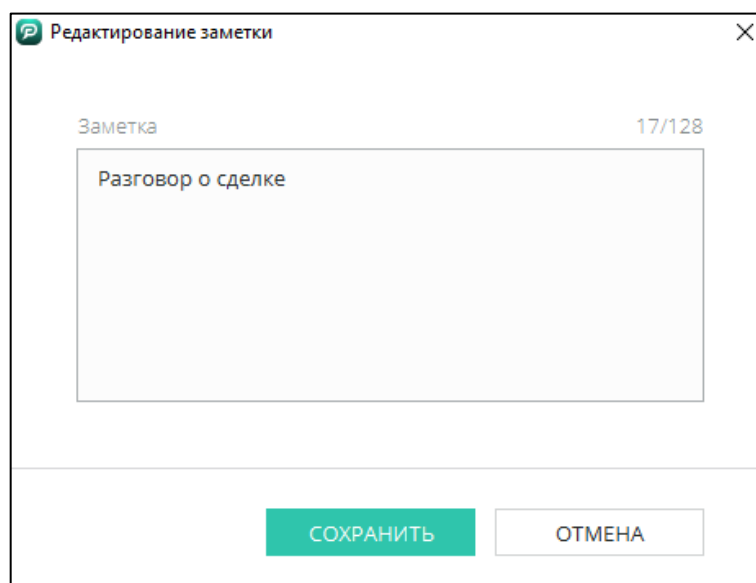 Редактирование заметки
Заметка 17/128
Разговор о сделке
СОХРАНИТЬ ОТМЕНА